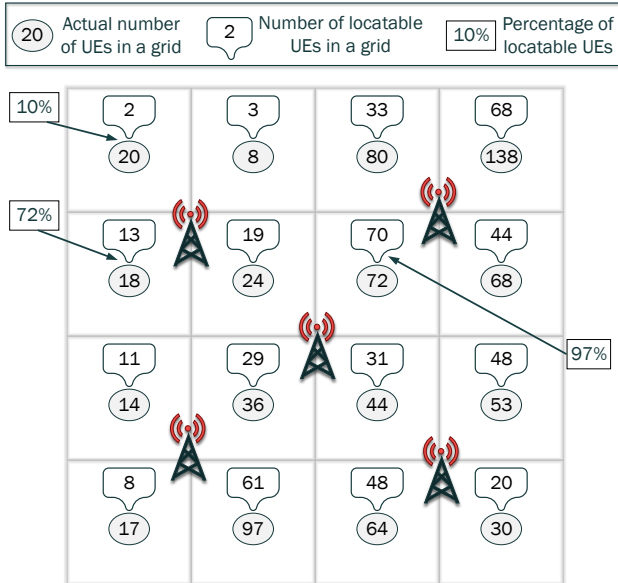 20 Actual number of UEs in a grid
2 Number of locatable UEs in a grid
10% Percentage of locatable UEs
10%
2 3 33 68
20 8 80 138
72%
13 19 70 44
18 24 72 68
97%
11 29 31 48
14 36 44 53
8 61 48 20
17 97 64 30